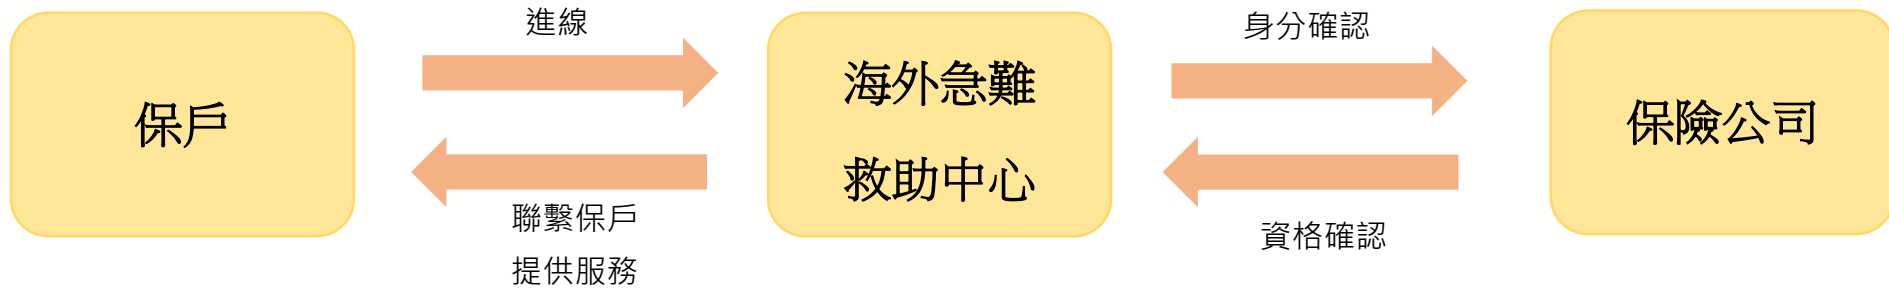 進線
身分確認
保戶
海外急難
救助中心
保險公司
聯繫保戶
提供服務
資格確認